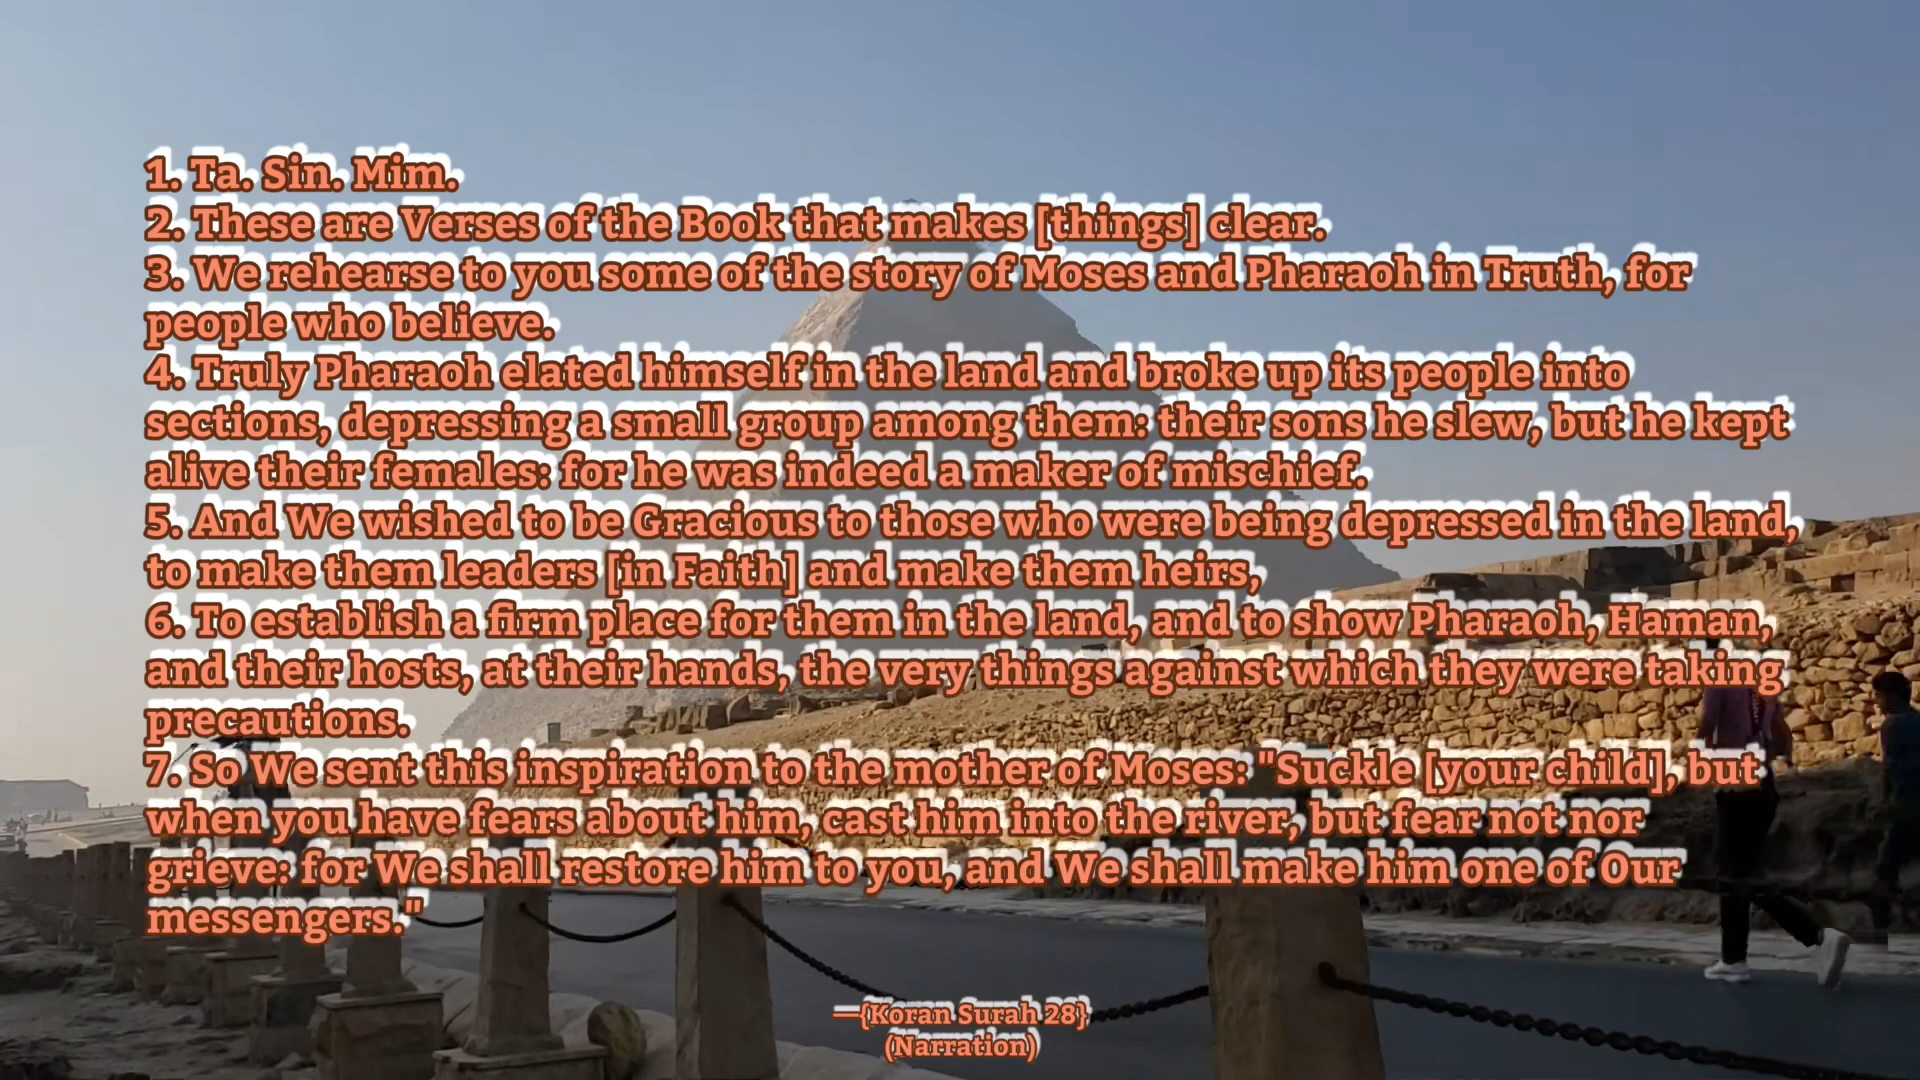 1. Ta. Sin. Mim.
2. These are Verses of the Book that makes [things] clear.
3. We rehearse to you some of the story of Moses and Pharaoh in Truth, for
people who believe.
4. Truly Pharaoh elated himself in the land and broke up its people into
sections, depressing a small group among them: their sons he slew, but he kept
alive their females: for he was indeed a maker of mischief.
5. And We wished to be Gracious to those who were being depressed in the land,
to make them leaders [in Faith] and make them heirs,
6. To establish a firm place for them in the land, and to show Pharaoh, Haman,
and their hosts, at their hands, the very things against which they were taking
precautions.
7. So We sent this inspiration to the mother of Moses: "Suckle [your child], but
when you have fears about him, cast him into the river, but fear not nor
grieve: for We shall restore him to you, and We shall make him one of Our
messengers."
—{Koran Surah 28}
(Narration)